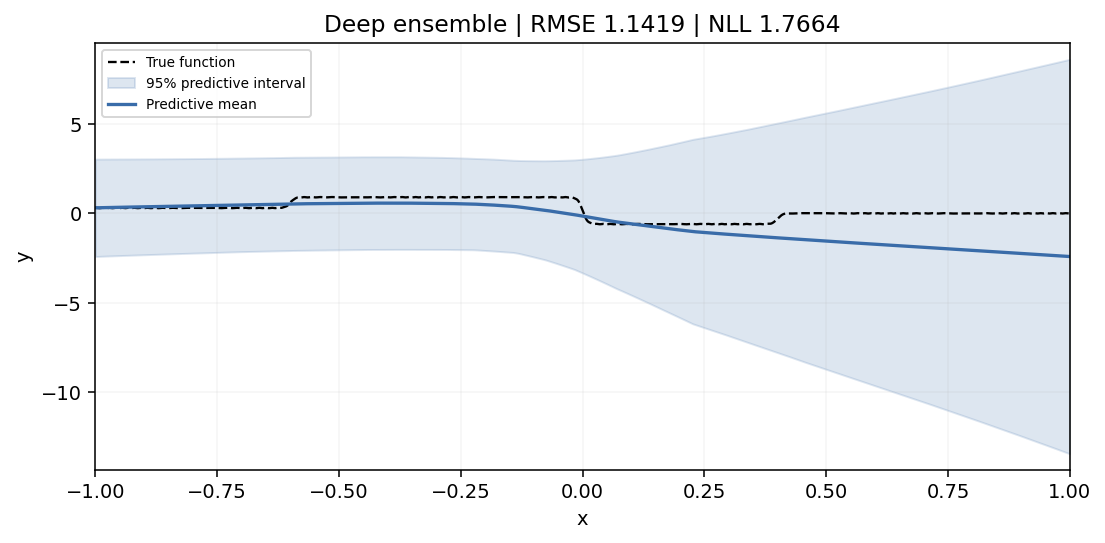 Deep ensemble | RMSE 1.1419 | NLL 1.7664
True function
95% predictive interval
Predictive mean
y
5
0
−5
−10
−1.00 −0.75 −0.50 −0.25 0.00 0.25 0.50 0.75 1.00
x